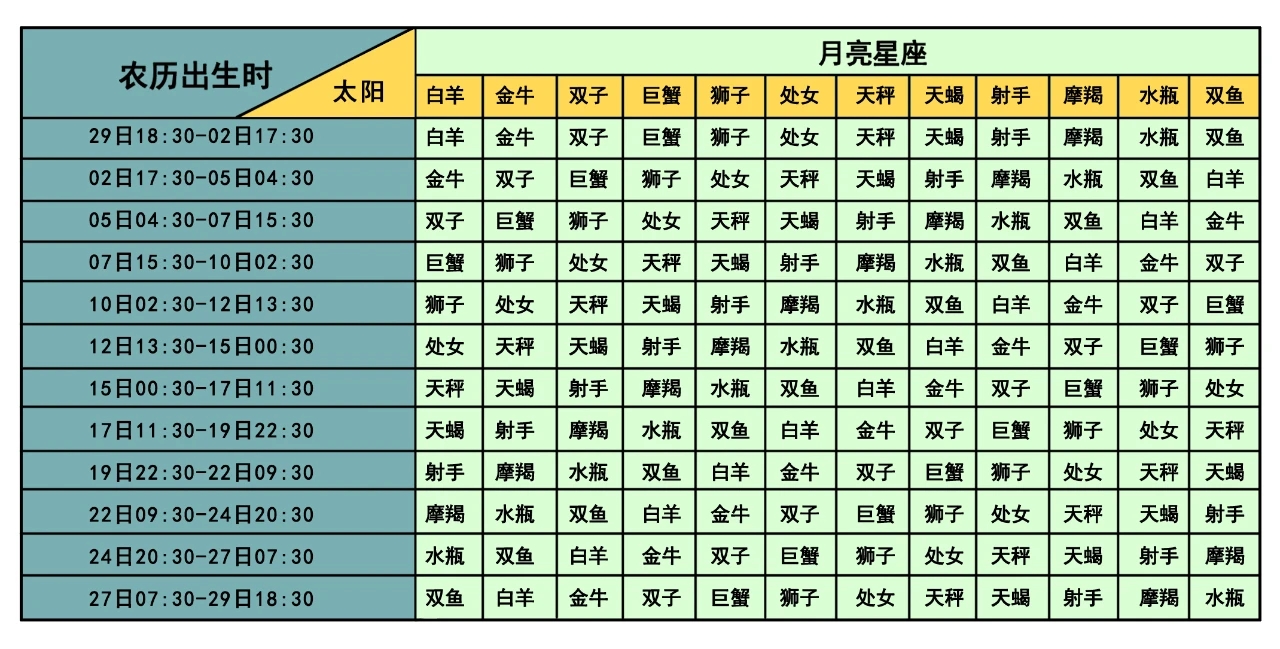 月亮星座
农历出生时
太阳
白羊 金牛 双子 巨蟹 狮子 处女 天秤 天蝎 射手 摩羯 水瓶 双鱼
29日18:30-02日17:30 白羊 金牛 双子 巨蟹 狮子 处女 天秤 天蝎 射手 摩羯 水瓶 双鱼
02日17:30-05日04:30 金牛 双子 巨蟹 狮子 处女 天秤 天蝎 射手 摩羯 水瓶 双鱼 白羊
05日04:30-07日15:30 双子 巨蟹 狮子 处女 天秤 天蝎 射手 摩羯 水瓶 双鱼 白羊 金牛
07日15:30-10日02:30 巨蟹 狮子 处女 天秤 天蝎 射手 摩羯 水瓶 双鱼 白羊 金牛 双子
10日02:30-12日13:30 狮子 处女 天秤 天蝎 射手 摩羯 水瓶 双鱼 白羊 金牛 双子 巨蟹
12日13:30-15日00:30 处女 天秤 天蝎 射手 摩羯 水瓶 双鱼 白羊 金牛 双子 巨蟹 狮子
15日00:30-17日11:30 天秤 天蝎 射手 摩羯 水瓶 双鱼 白羊 金牛 双子 巨蟹 狮子 处女
17日11:30-19日22:30 天蝎 射手 摩羯 水瓶 双鱼 白羊 金牛 双子 巨蟹 狮子 处女 天秤
19日22:30-22日09:30 射手 摩羯 水瓶 双鱼 白羊 金牛 双子 巨蟹 狮子 处女 天秤 天蝎
22日09:30-24日20:30 摩羯 水瓶 双鱼 白羊 金牛 双子 巨蟹 狮子 处女 天秤 天蝎 射手
24日20:30-27日07:30 水瓶 双鱼 白羊 金牛 双子 巨蟹 狮子 处女 天秤 天蝎 射手 摩羯
27日07:30-29日18:30 双鱼 白羊 金牛 双子 巨蟹 狮子 处女 天秤 天蝎 射手 摩羯 水瓶